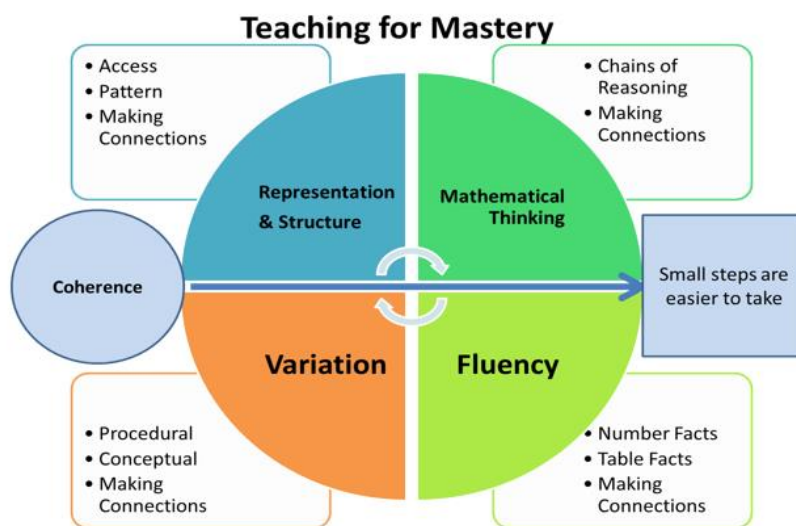 Teaching for Mastery
• Access
• Pattern
• Making
Connections
• Chains of
Reasoning
• Making
Connections
Representation
& Structure
Mathematical
Thinking
Coherence
Small steps are
easier to take
Variation
Fluency
• Procedural
• Conceptual
• Making
Connections
• Number Facts
• Table Facts
• Making
Connections